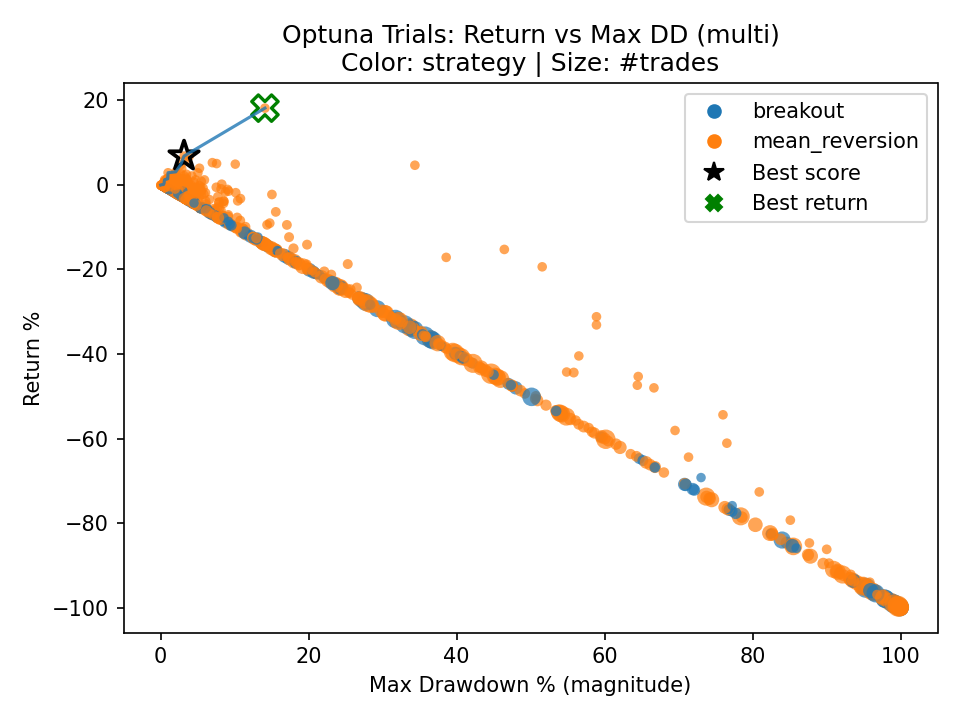 Optuna Trials: Return vs Max DD (multi)
Color: strategy | Size: #trades
breakout
mean_reversion
Best score
Best return
20
0
−20
−40
−60
−80
−100
Return %
0
20
40
60
80
100
Max Drawdown % (magnitude)